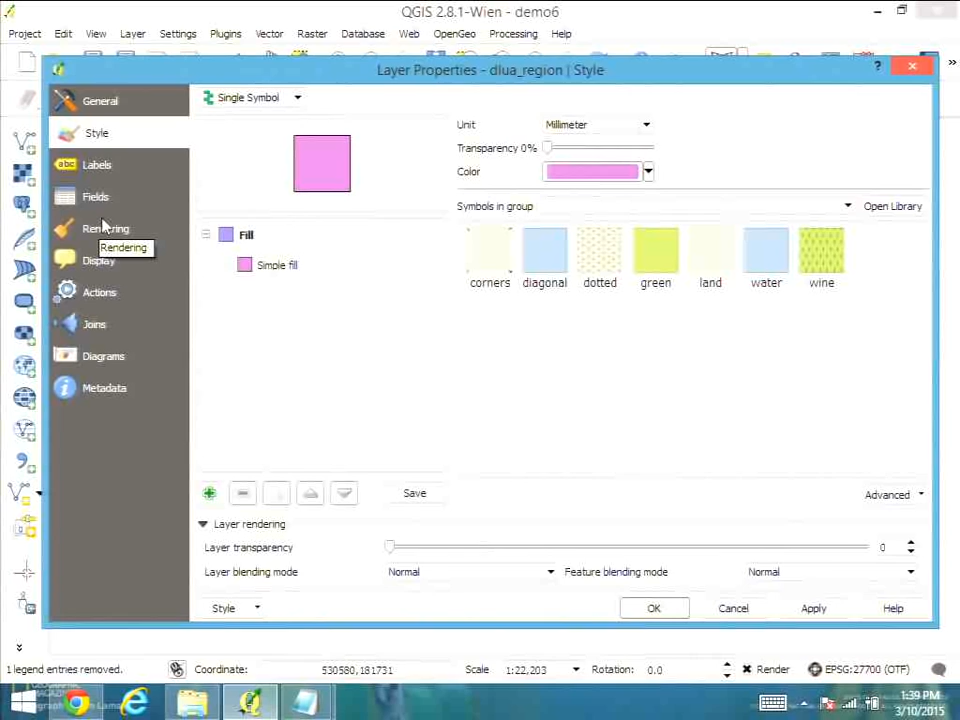 QGIS 2.8.1-Wien - demo6
Project Edit View Layer Settings Plugins Vector Raster Database Web OpenGeo Processing Help
Layer Properties - dlua_region | Style
?
General
Style
Labels
Fields
Rendering
Rendering
Display
Actions
Joins
Diagrams
Metadata
Single Symbol
Unit Millimeter
Transparency 0%
Color
Symbols in group Open Library
Fill
Simple fill
corners diagonal dotted green land water wine
Save
Advanced
Layer rendering
Layer transparency 0
Layer blending mode Normal Feature blending mode Normal
Style OK Cancel Apply Help
1 legend entries removed. Coordinate: 530580,181731 Scale 1:22,203 Rotation: 0.0 Render EPSG:27700 (OTF)
1:39 PM
3/10/2015